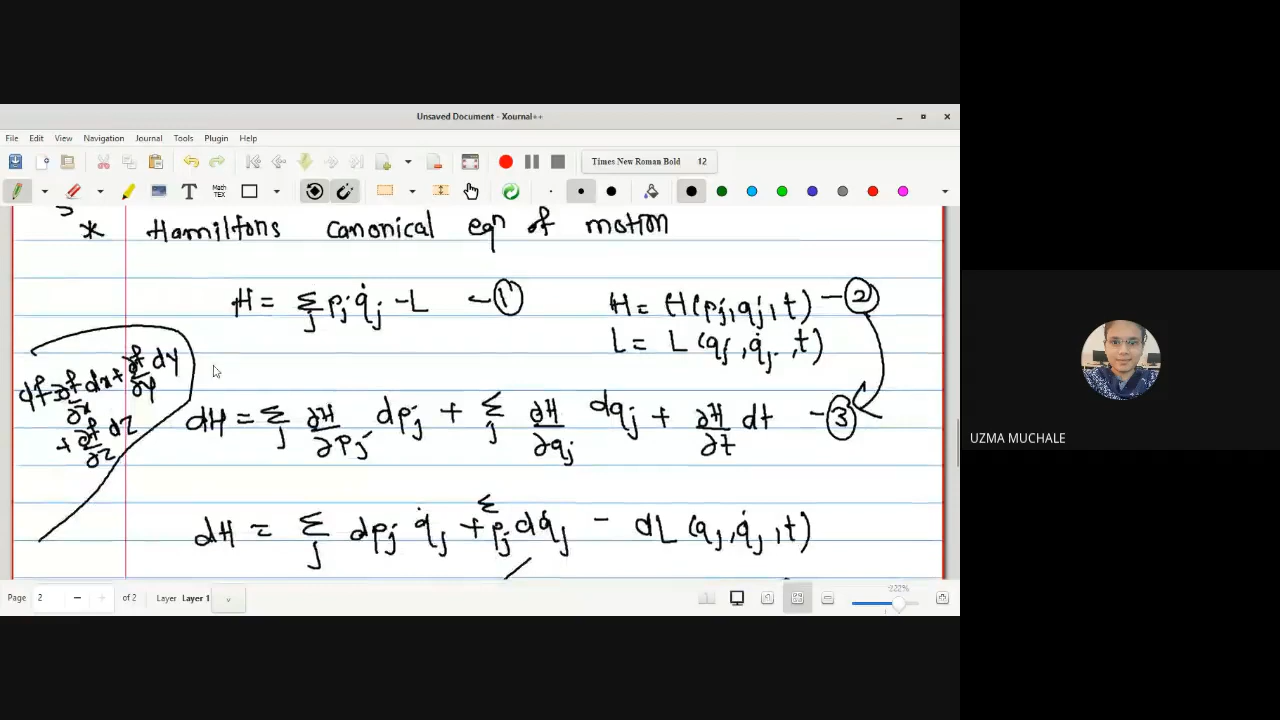 Unsaved Document - Xournal++
File Edit View Navigation Journal Tools Plugin Help
Times New Roman Bold 12
* Hamiltons canonical eqn of motion
H = Σj pj q̇j - L - ①
H = H(pj, qj, t) - ②
L = L (qj, q̇j, t)
df = ∂f/∂x dx + ∂f/∂y dy
+ ∂f/∂z dz
dH = Σj ∂H/∂pj dpj + Σj ∂H/∂qj dqj + ∂H/∂t dt - ③
dH = Σj dpj q̇j + Σ pj dq̇j - dL (qj, q̇j, t)
UZMA MUCHALE
Page 2 of 2 Layer Layer 1 222%